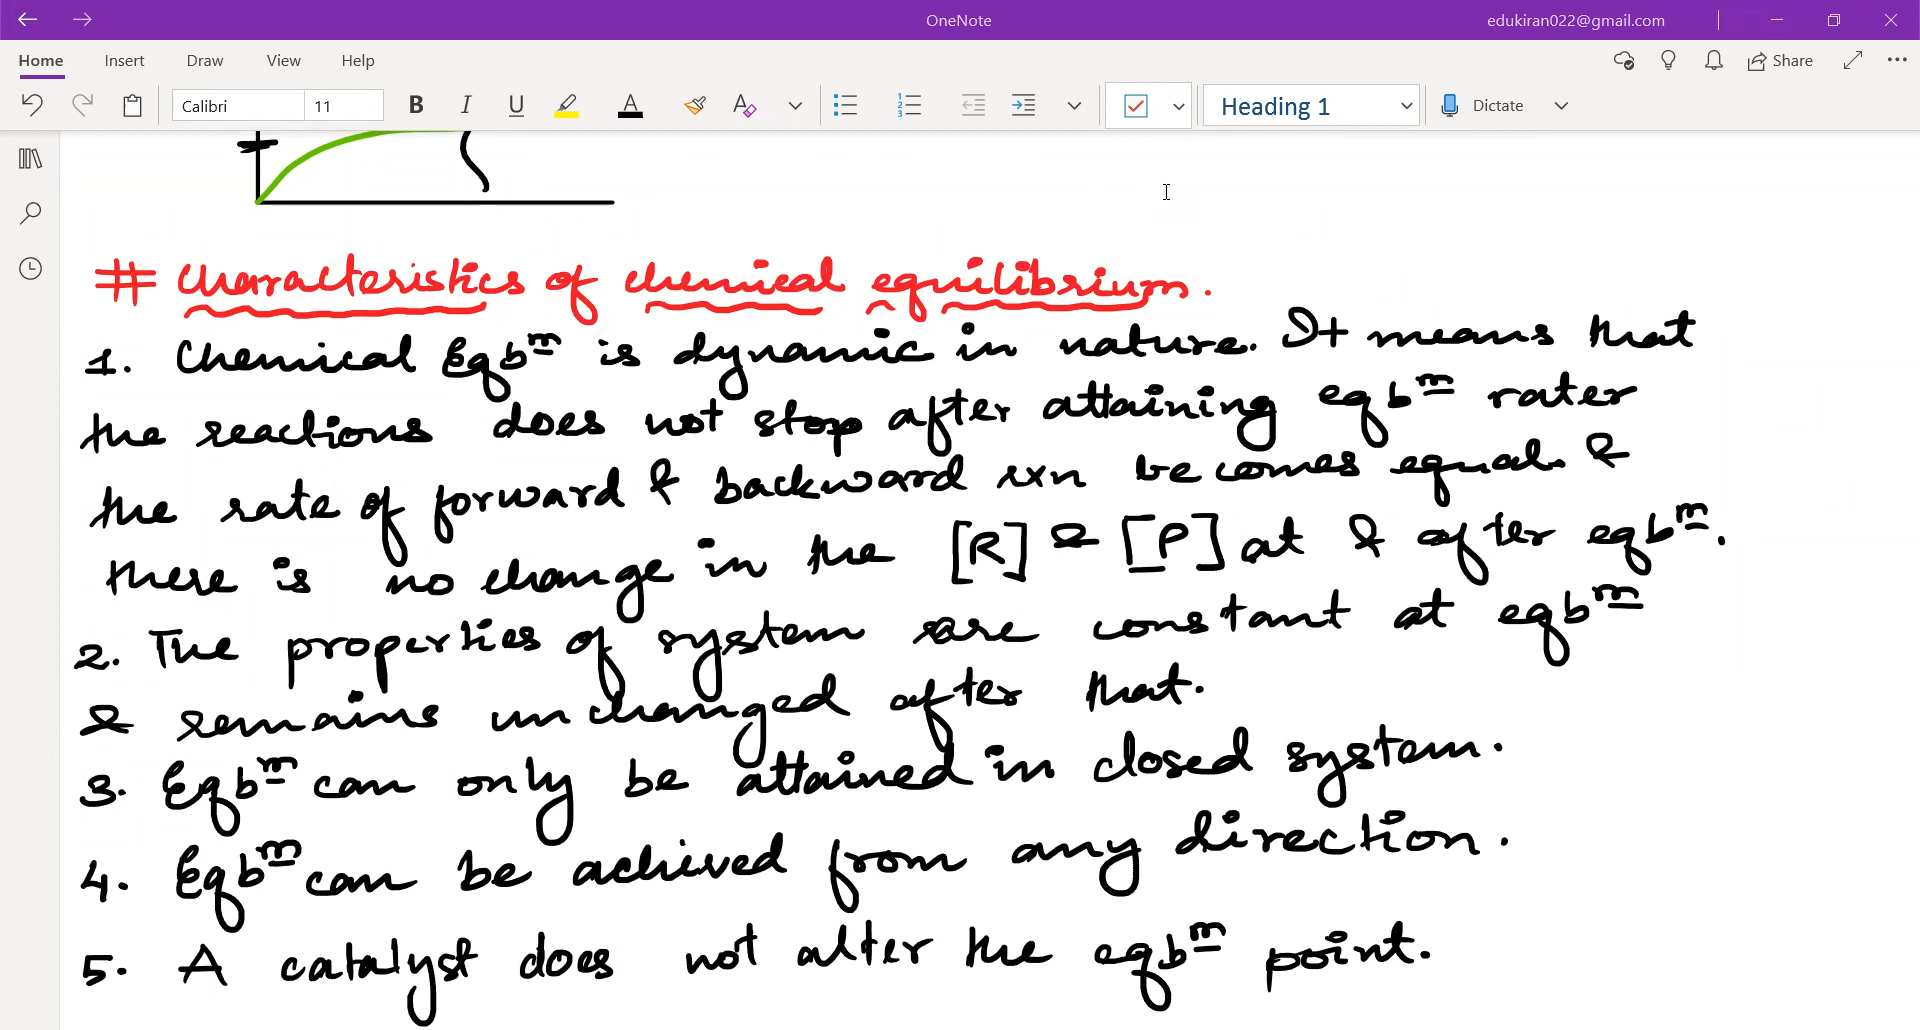 OneNote
edukiran022@gmail.com
Home Insert Draw View Help Share
Calibri 11 B I U A A Heading 1 Dictate
# Characteristics of chemical equilibrium.
1. Chemical Eqbm is dynamic in nature. It means that
the reactions does not stop after attaining eqbm rater
the rate of forward & backward rxn becomes equal. &
there is no change in the [R] & [P] at & after eqbm.
2. The properties of system are constant at eqbm
& remains unchanged after that.
3. Eqbm can only be attained in closed system.
4. Eqbm can be achieved from any direction.
5. A catalyst does not alter the eqbm point.